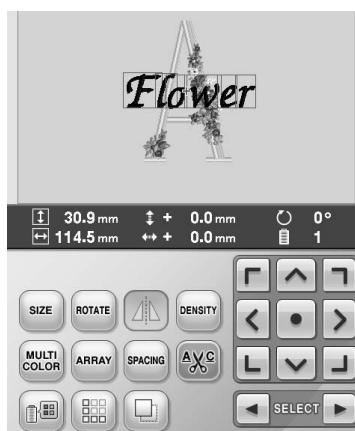 A
Flower
30.9 mm + 0.0 mm 0°
114.5 mm + 0.0 mm 1
SIZE ROTATE DENSITY
MULTI COLOR ARRAY SPACING A C
SELECT